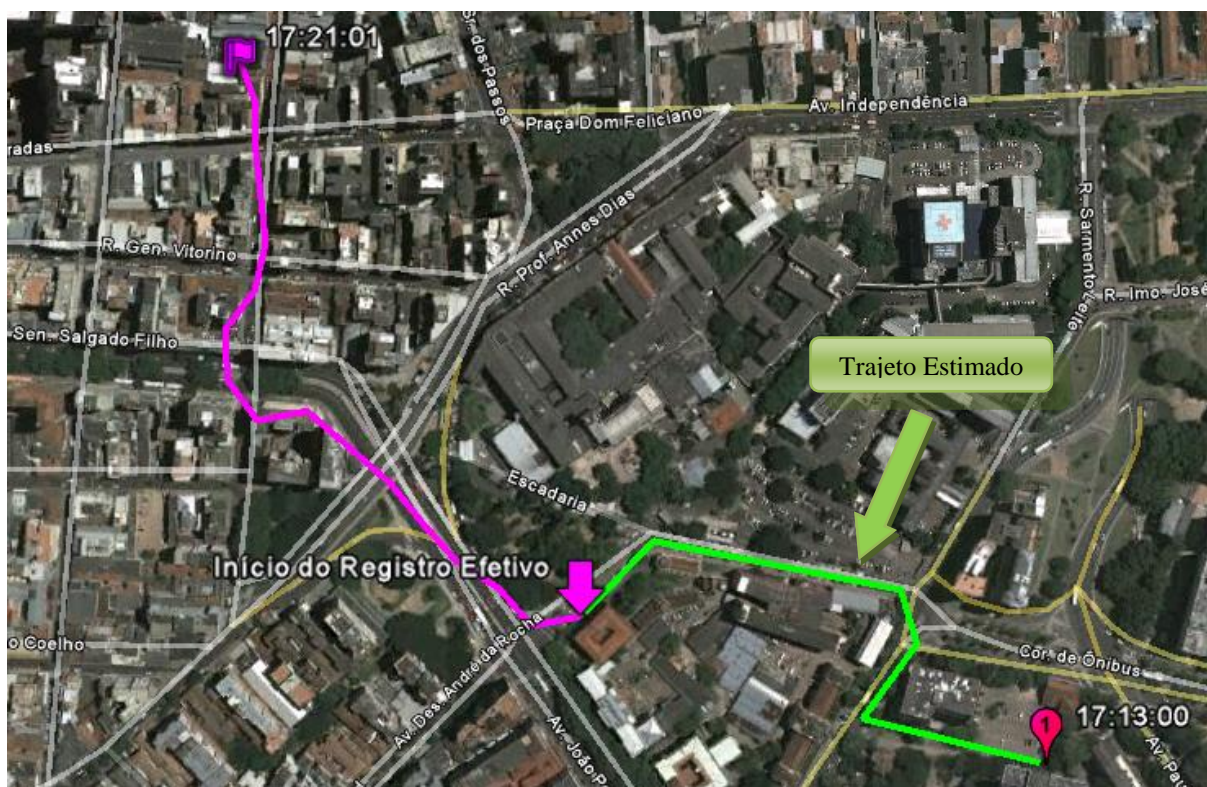 17:21:01
Sr. dos Passos
Av. Independência
Praça Dom Feliciano
radas
R. Prof. Annes Dias
R. Sarmento Leite
R. Gen. Vitorino
R. Imo. José
Sen. Salgado Filho
Trajeto Estimado
Escadaria
Início do Registro Efetivo
o Coelho
Av. Des. André da Rocha
Cor. de Ônibus
1
17:13:00
Av. João P
Av. Pau